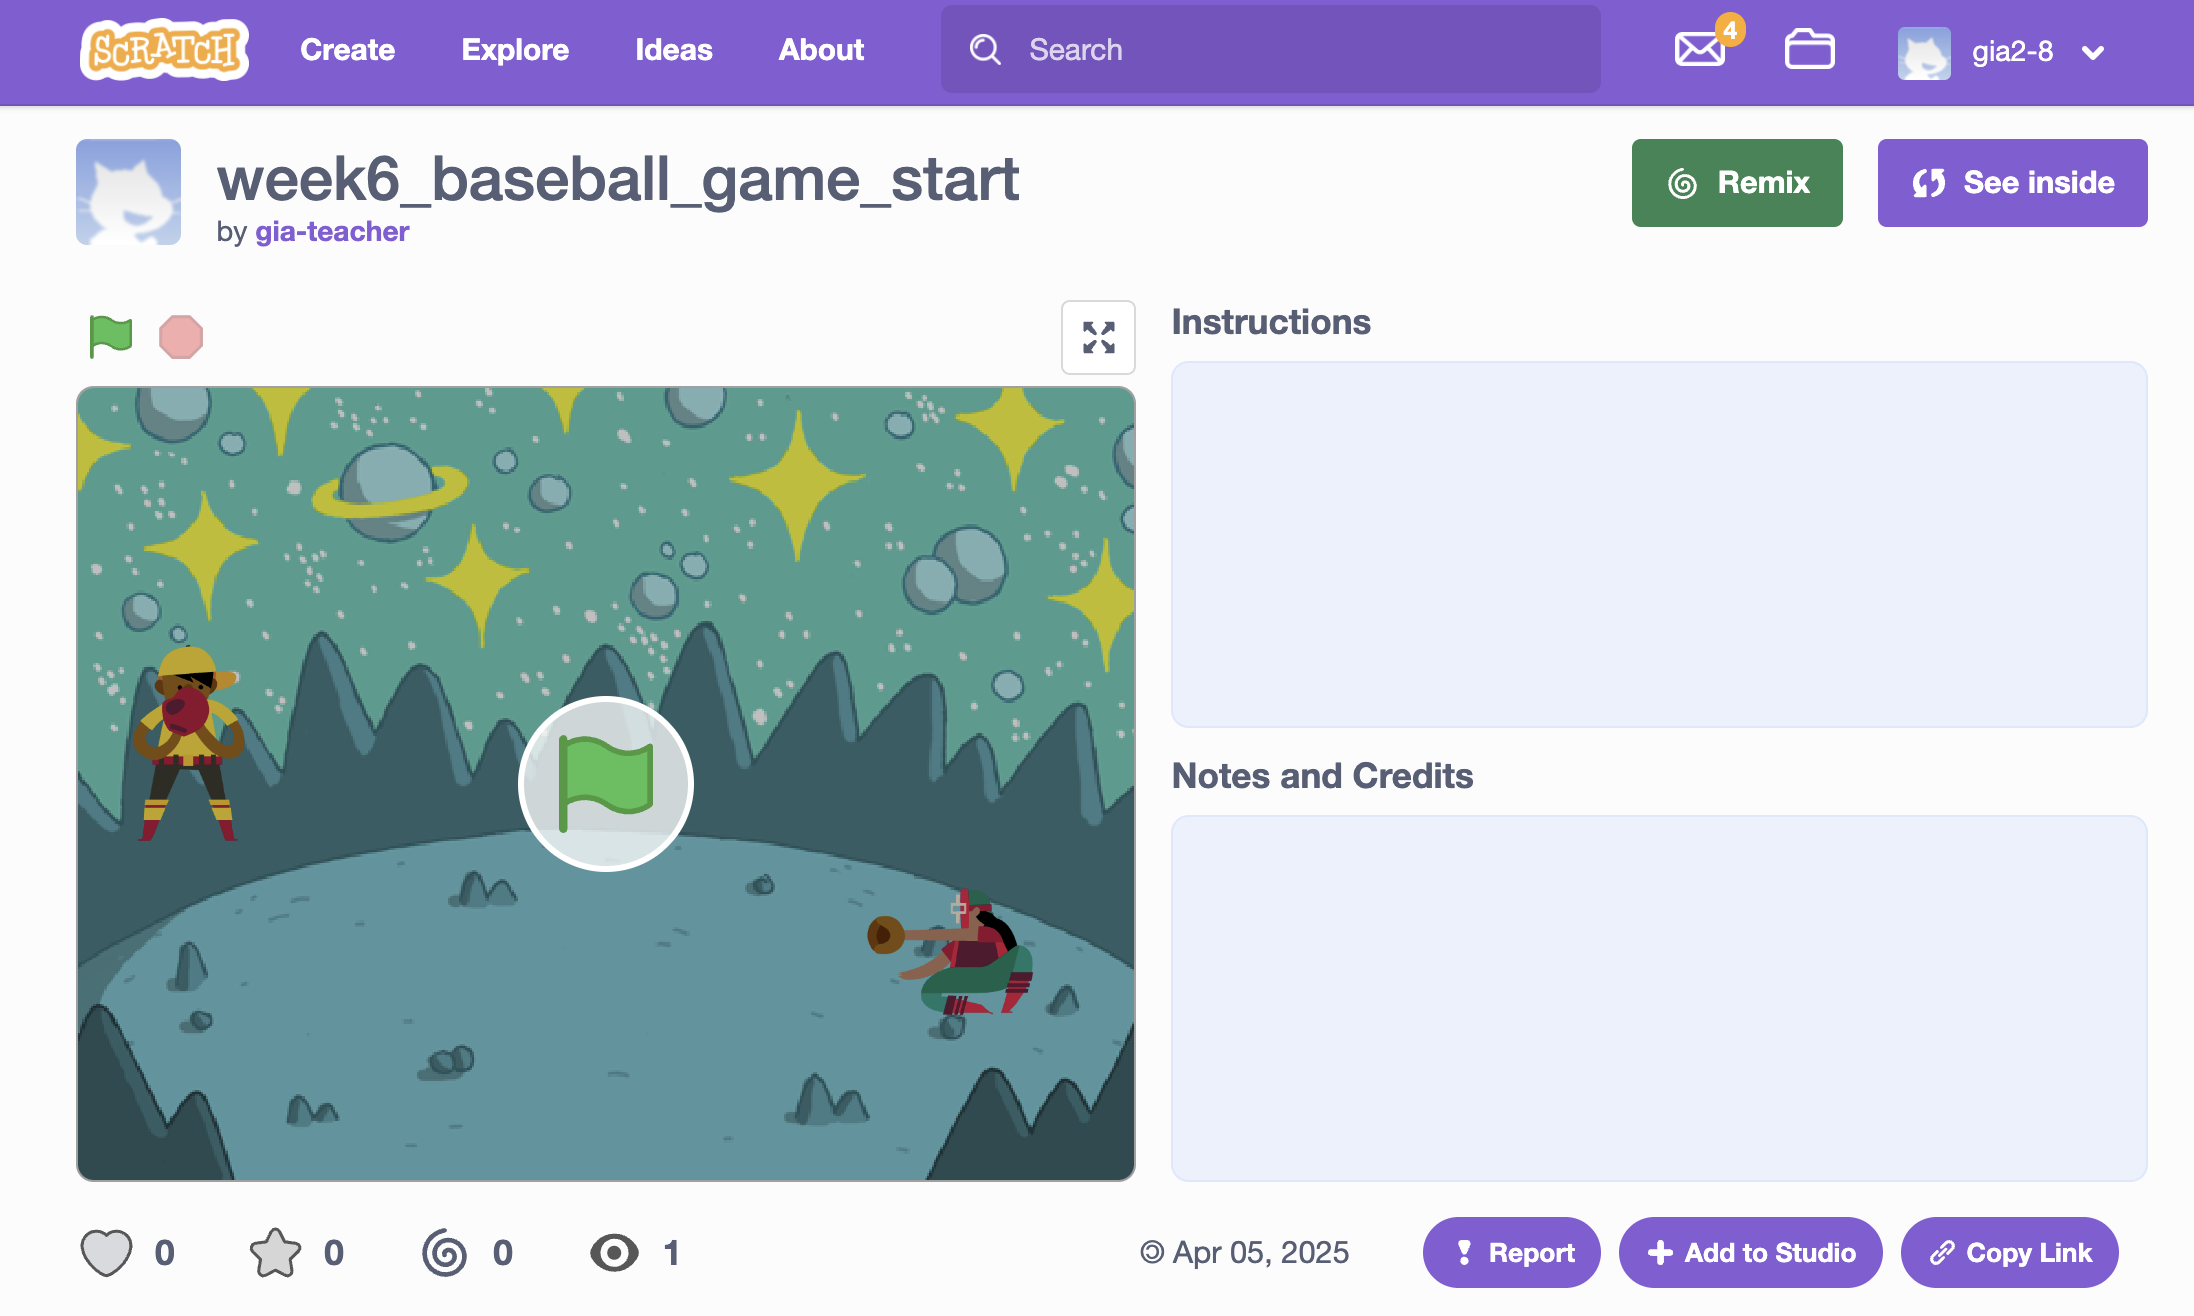 SCRATCH Create Explore Ideas About Search 4 gia2-8
week6_baseball_game_start
by gia-teacher
Remix See inside
Instructions
Notes and Credits
0 0 0 1 Apr 05, 2025 Report Add to Studio Copy Link